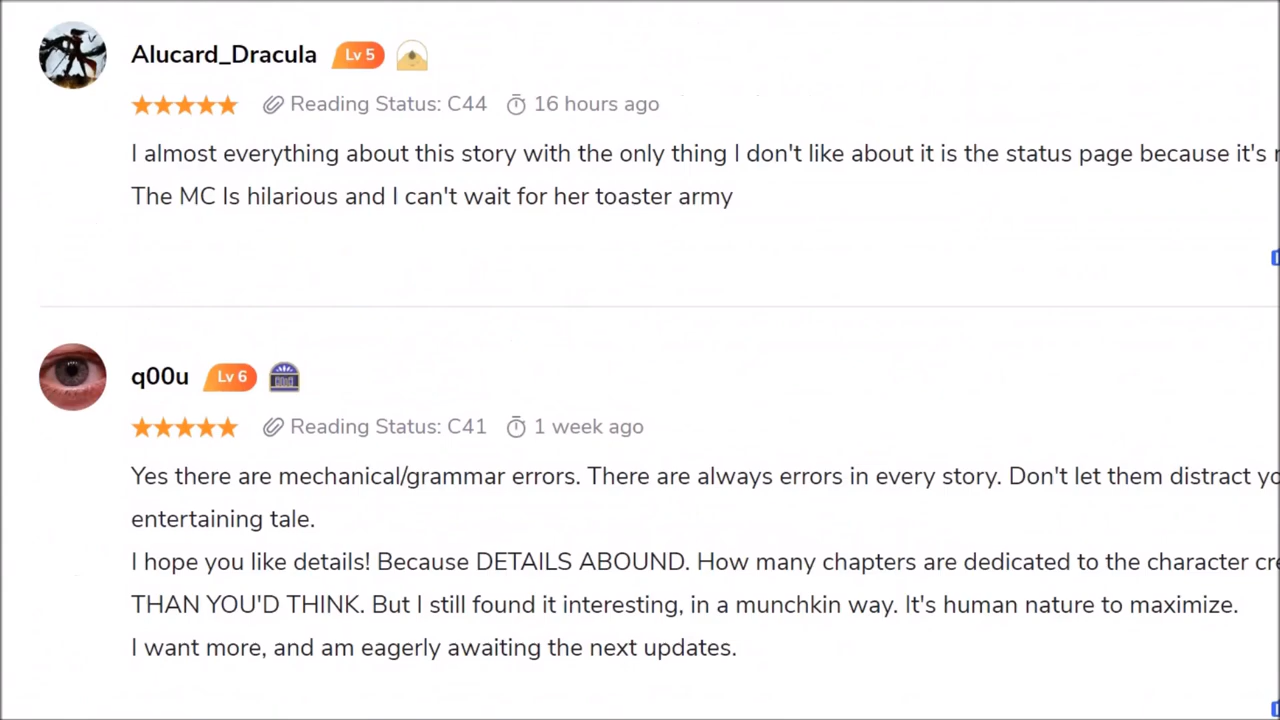 Alucard_Dracula Lv 5
Reading Status: C44 16 hours ago
I almost everything about this story with the only thing I don't like about it is the status page because it's
The MC Is hilarious and I can't wait for her toaster army
q00u Lv 6
Reading Status: C41 1 week ago
Yes there are mechanical/grammar errors. There are always errors in every story. Don't let them distract
entertaining tale.
I hope you like details! Because DETAILS ABOUND. How many chapters are dedicated to the character
THAN YOU'D THINK. But I still found it interesting, in a munchkin way. It's human nature to maximize.
I want more, and am eagerly awaiting the next updates.